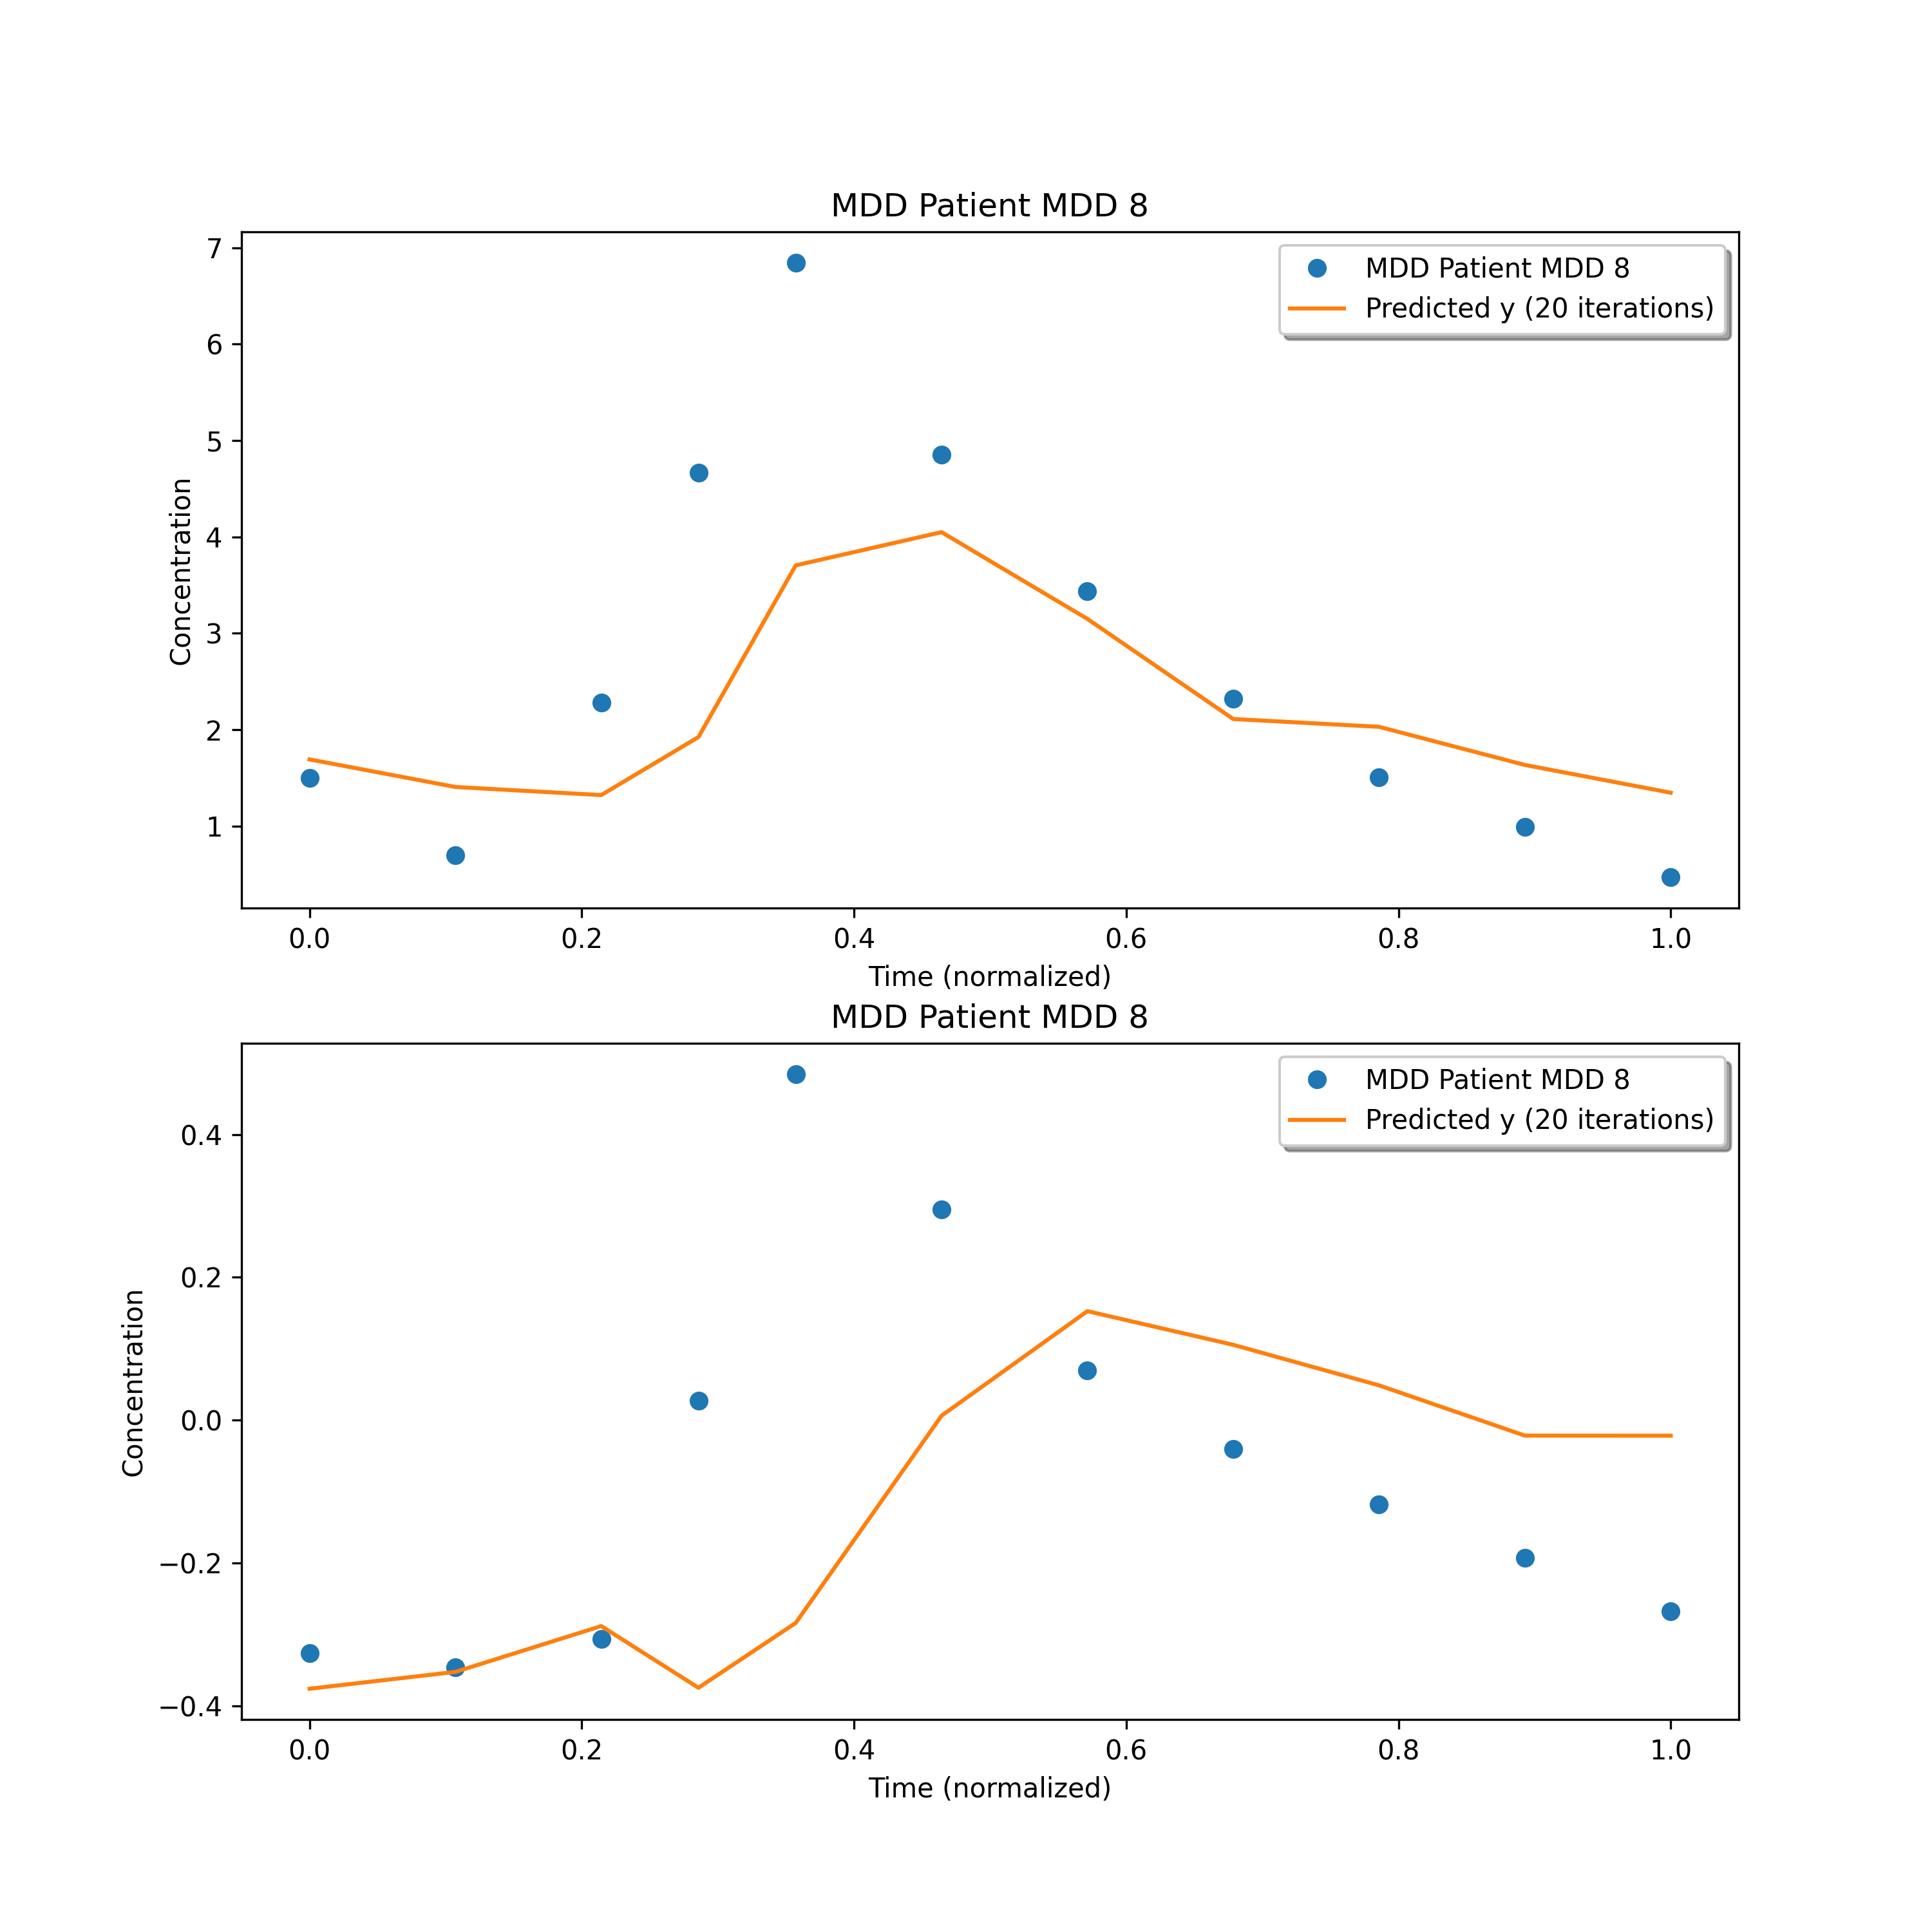 MDD Patient MDD 8
MDD Patient MDD 8
Predicted y (20 iterations)
7
6
5
4
3
2
1
Concentration
0.0 0.2 0.4 0.6 0.8 1.0
Time (normalized)
MDD Patient MDD 8
MDD Patient MDD 8
Predicted y (20 iterations)
0.4
0.2
0.0
−0.2
−0.4
Concentration
0.0 0.2 0.4 0.6 0.8 1.0
Time (normalized)